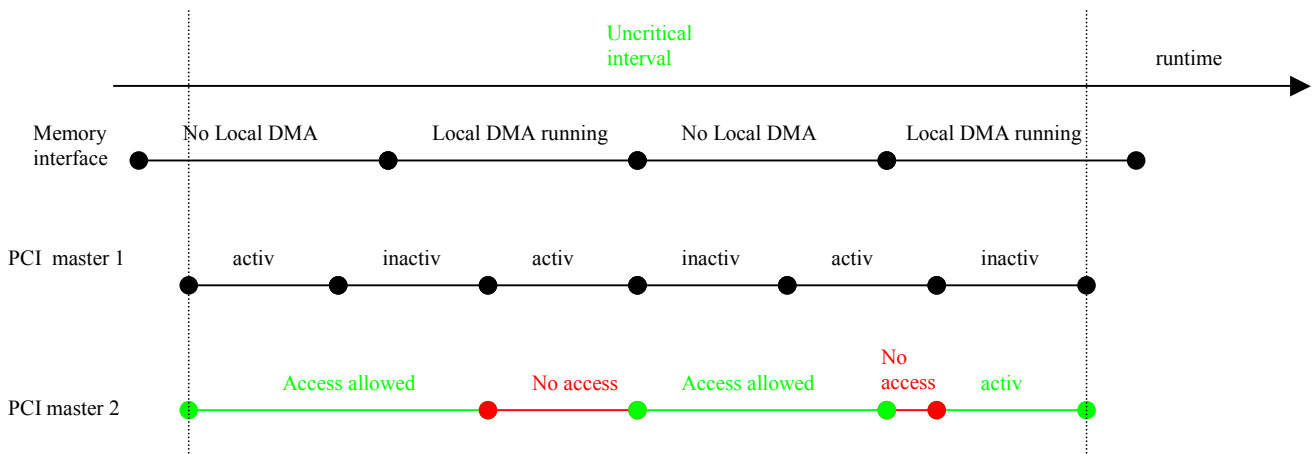 Uncritical
interval
runtime
Memory
interface
No Local DMA
Local DMA running
No Local DMA
Local DMA running
PCI  master 1
activ
inactiv
activ
inactiv
activ
inactiv
PCI master 2
Access allowed
No access
Access allowed
No
access
activ